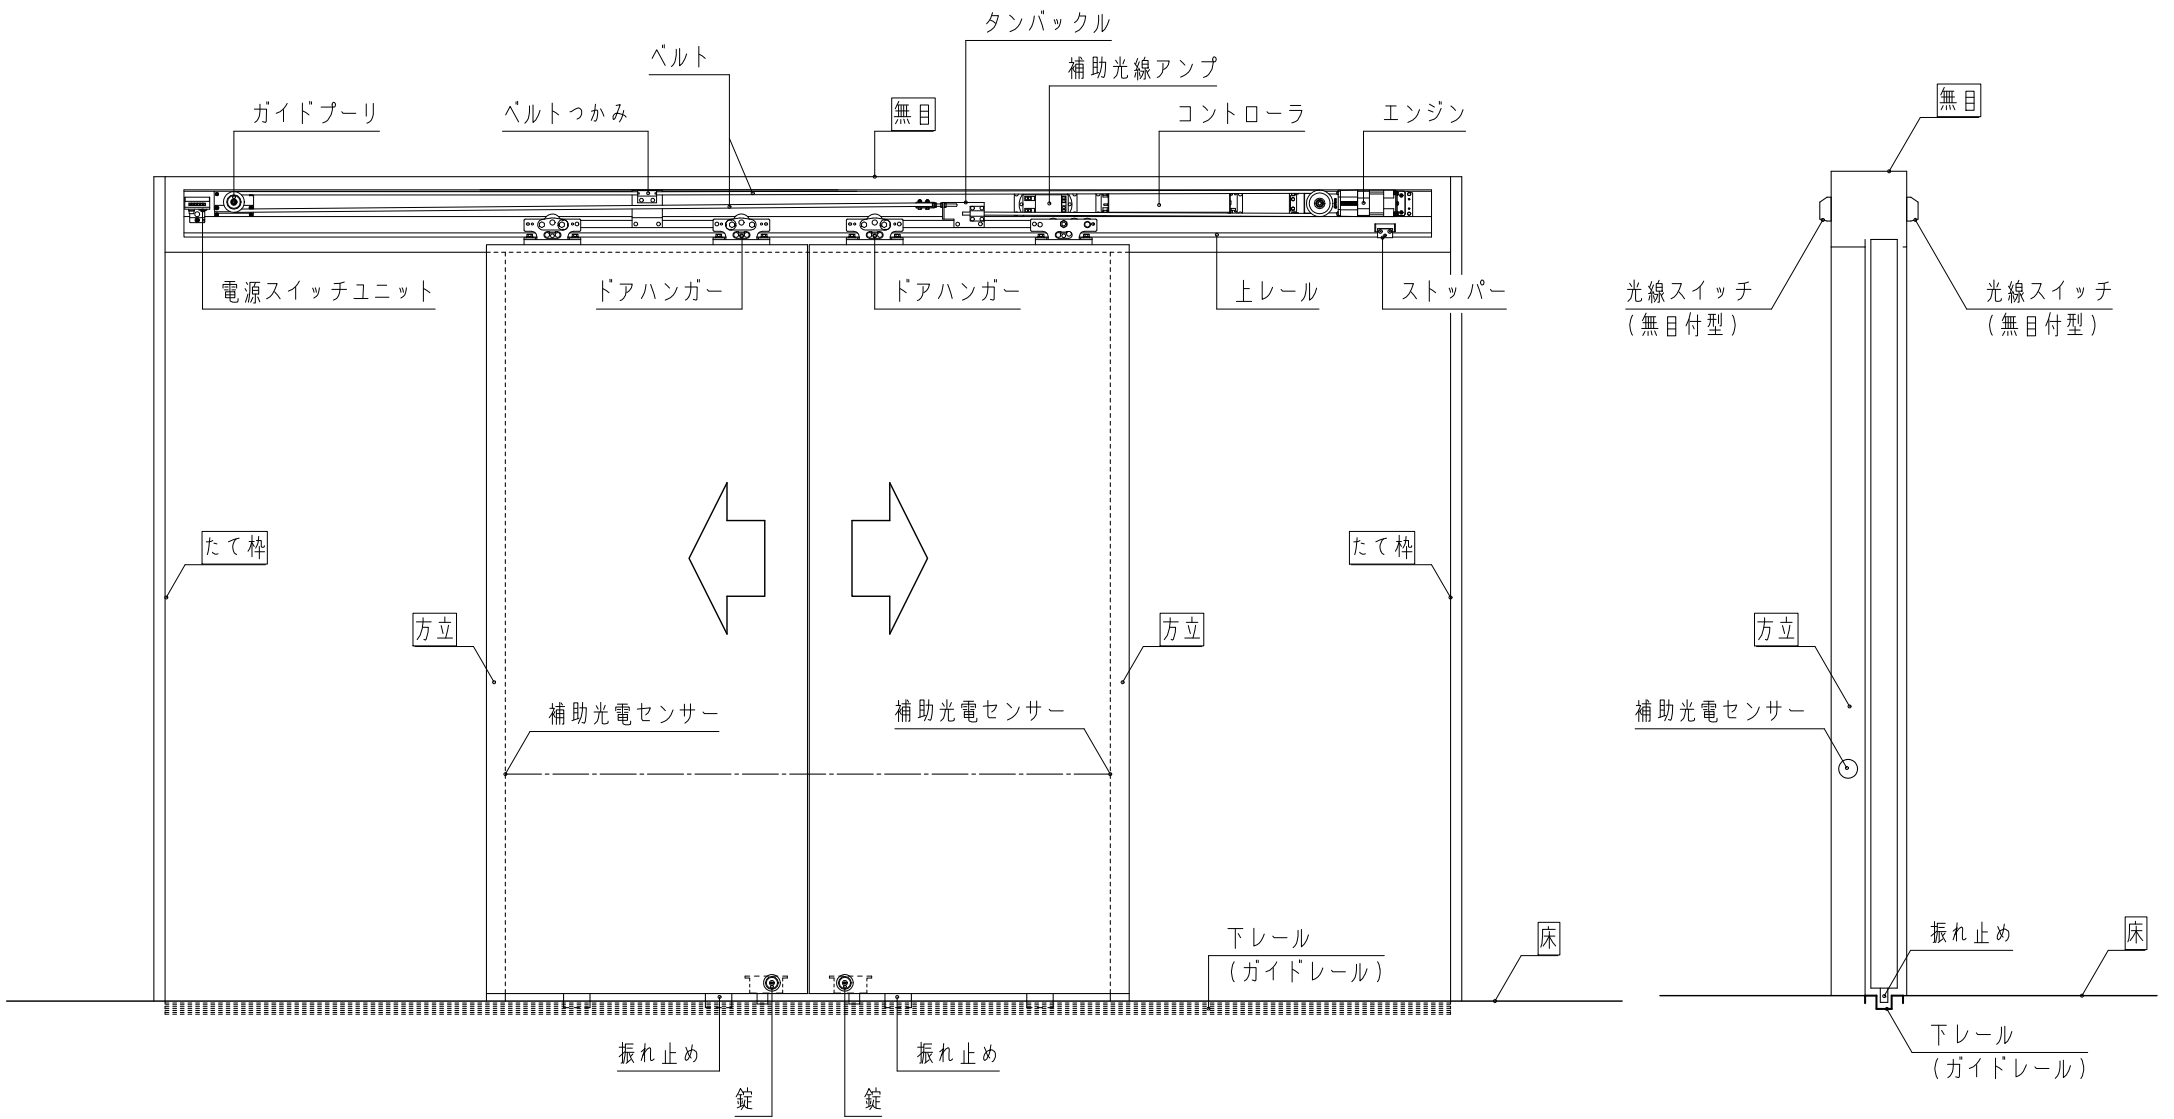 タンバックル
ベルト
補助光線アンプ
ガイドプーリ
ベルトつかみ
無目
コントローラ
エンジン
無目
電源スイッチユニット
ドアハンガー
ドアハンガー
上レール
ストッパー
光線スイッチ
(無目付型)
光線スイッチ
(無目付型)
たて枠
たて枠
方立
方立
方立
補助光電センサー
補助光電センサー
補助光電センサー
下レール
(ガイドレール)
床
振れ止め
床
振れ止め
振れ止め
錠
錠
下レール
(ガイドレール)